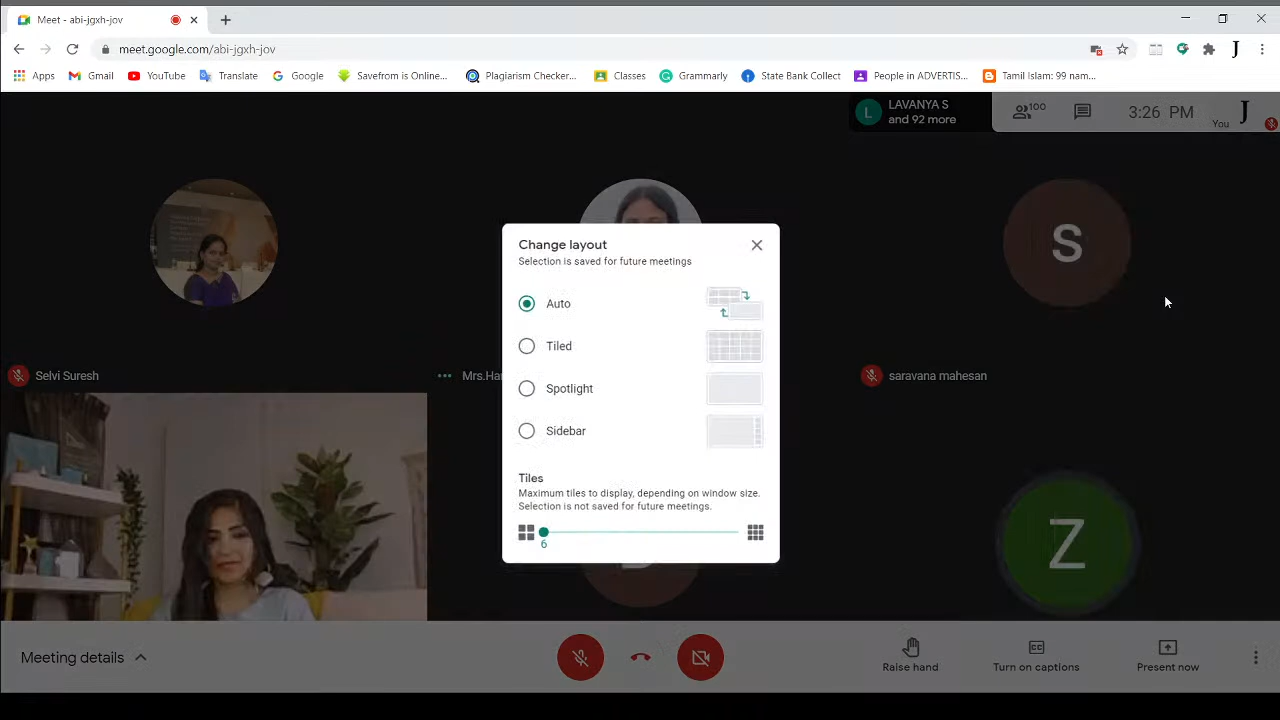 Meet - abi-jgxh-jov
meet.google.com/abi-jgxh-jov
J
Apps
Gmail
YouTube
Translate
Google
Savefrom is Onlin...
Plagiarism Checker...
Classes
Grammarly
State Bank Collect
People in ADVERTIS...
Tamil Islam: 99 nam...
L
LAVANYA S
and 92 more
100
3:26 PM
You
J
S
Change layout
Selection is saved for future meetings
Auto
Tiled
Spotlight
Sidebar
Selvi Suresh
Mrs.Har
saravana mahesan
Tiles
Maximum tiles to display, depending on window size.
Selection is not saved for future meetings.
6
Z
Meeting details
Raise hand
CC
Turn on captions
Present now